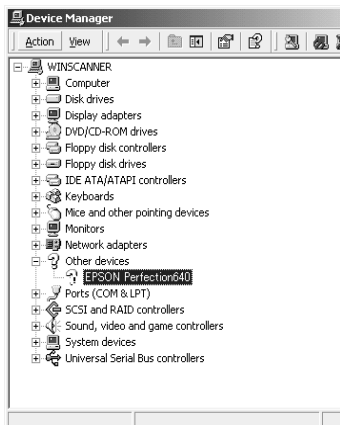 Device Manager
Action View
WINSCANNER
Computer
Disk drives
Display adapters
DVD/CD-ROM drives
Floppy disk controllers
Floppy disk drives
IDE ATA/ATAPI controllers
Keyboards
Mice and other pointing devices
Monitors
Network adapters
Other devices
EPSON Perfection640
Ports (COM & LPT)
SCSI and RAID controllers
Sound, video and game controllers
System devices
Universal Serial Bus controllers